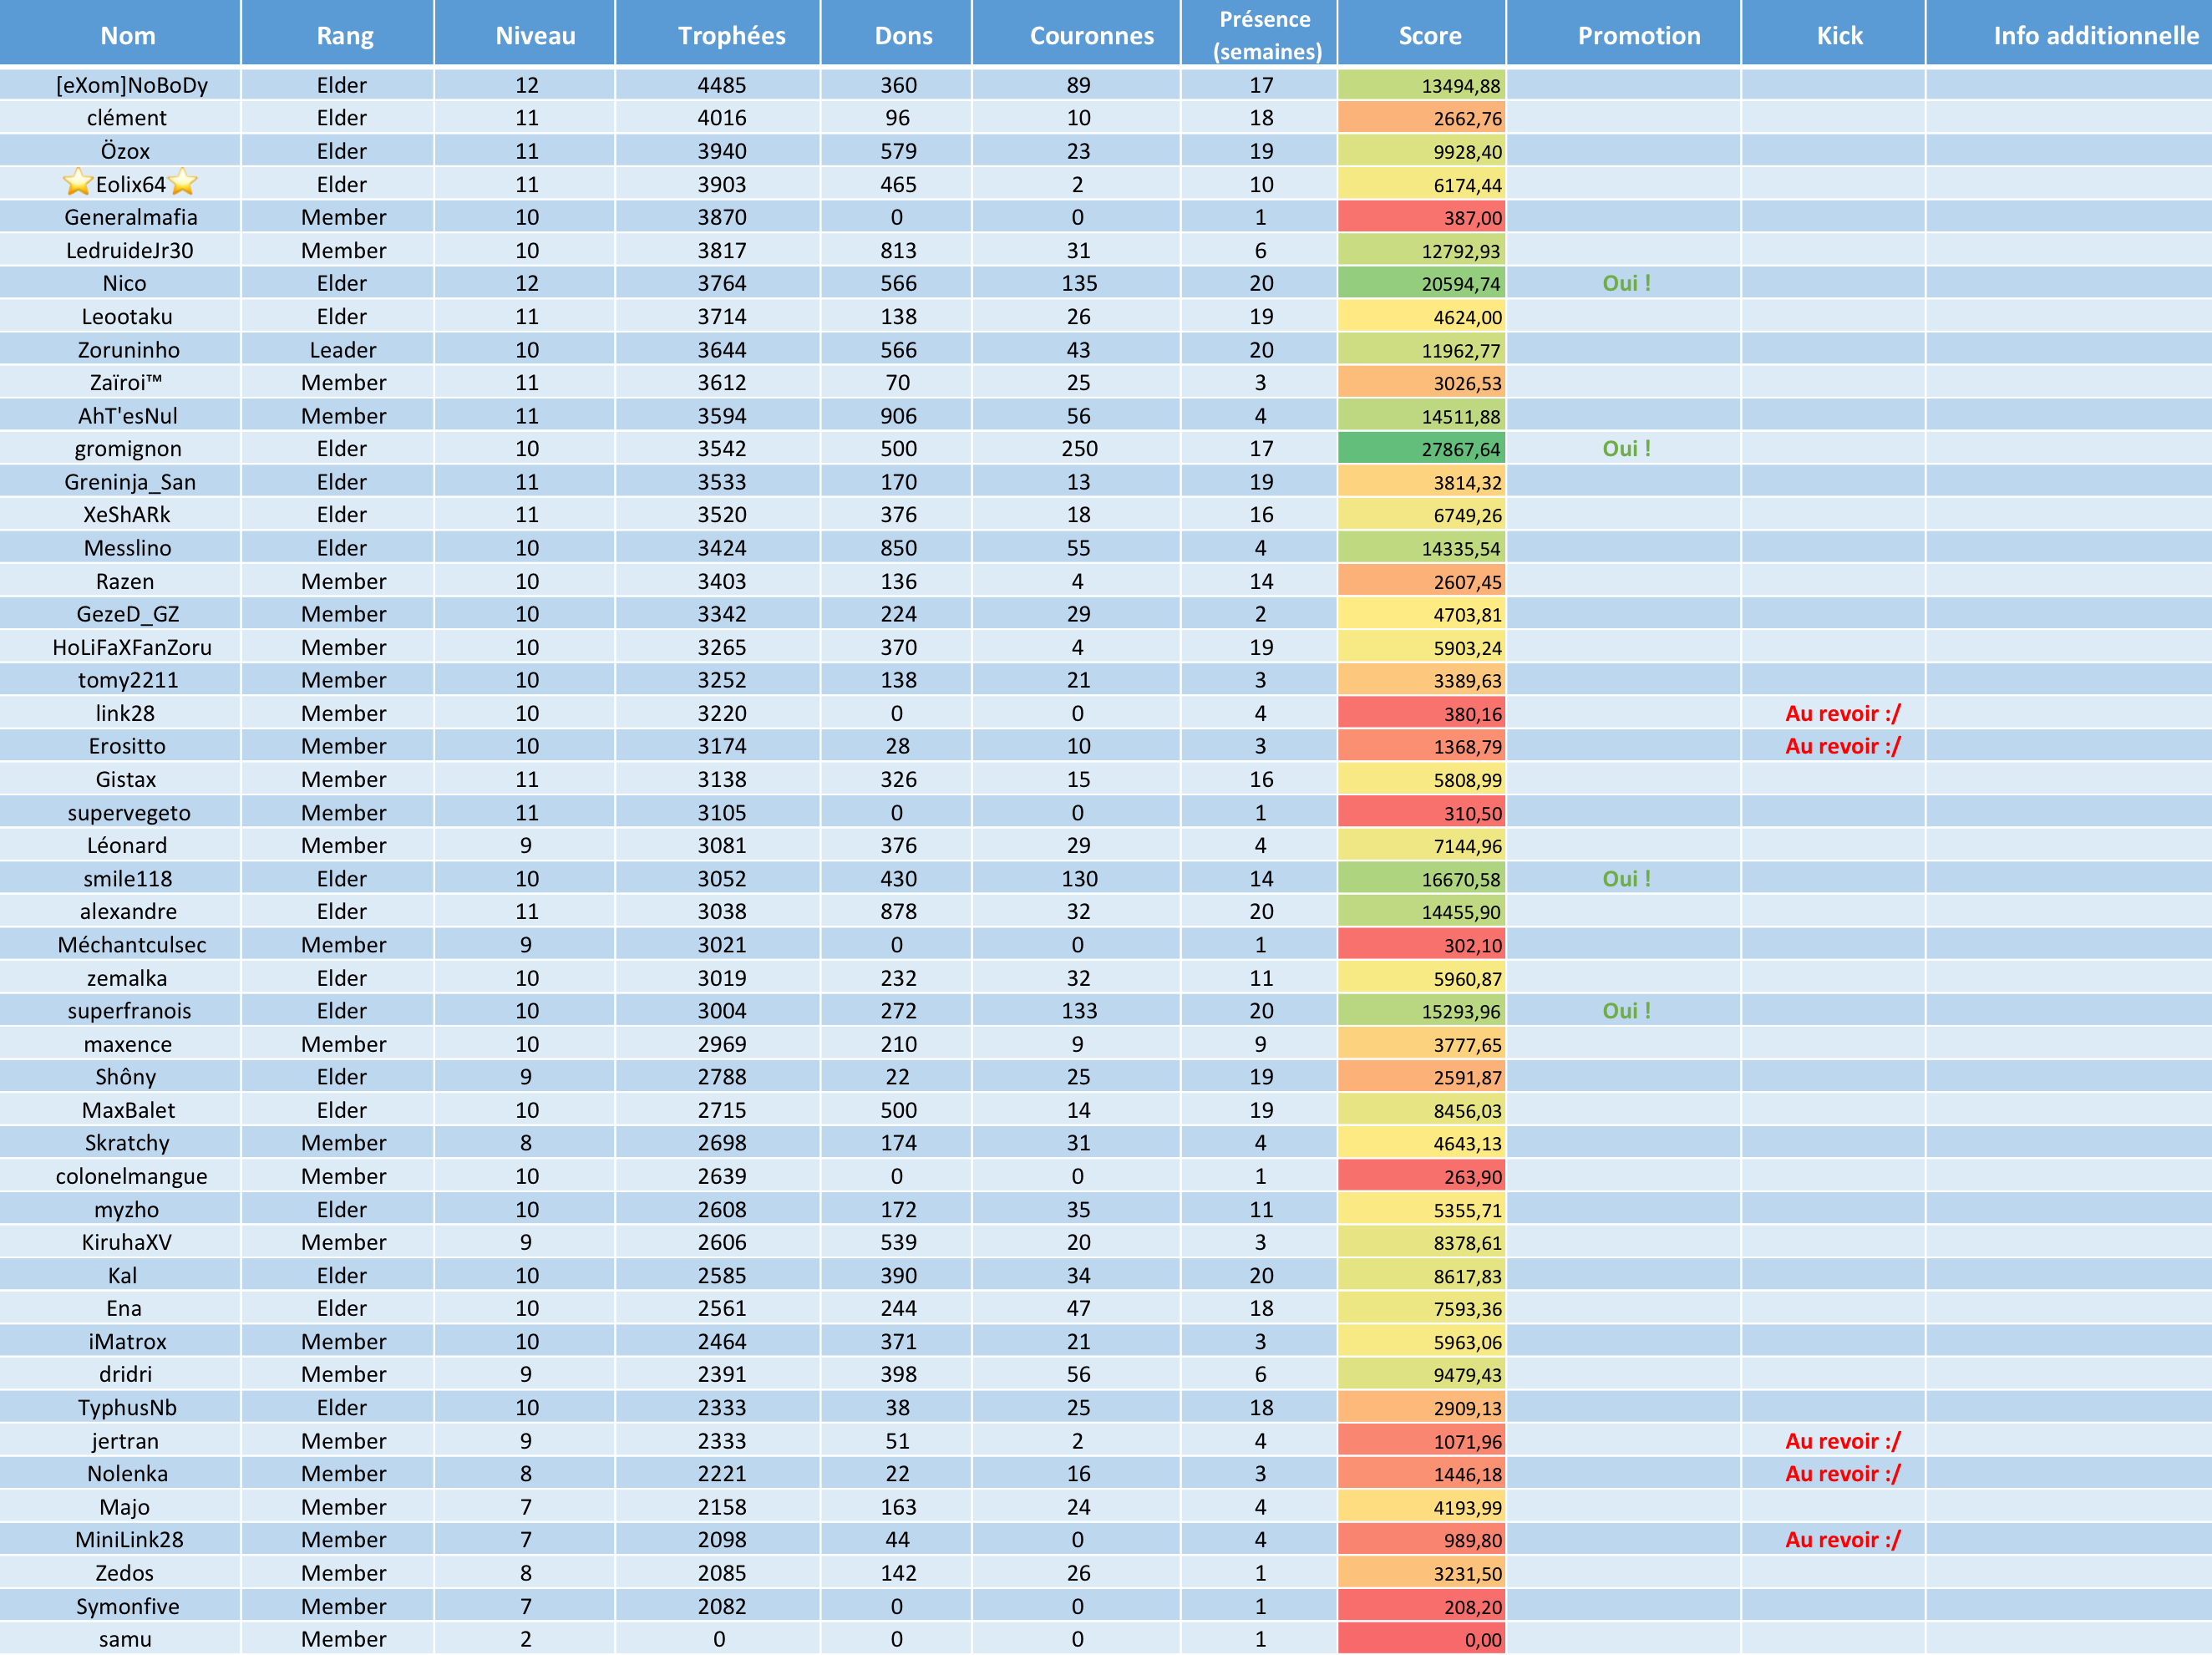 Nom Rang Niveau Trophées Dons Couronnes Présence (semaines) Score Promotion Kick Info additionnelle
[eXom]NoBoDy Elder 12 4485 360 89 17 13494,88
clément Elder 11 4016 96 10 18 2662,76
Özox Elder 11 3940 579 23 19 9928,40
⭐Eolix64⭐ Elder 11 3903 465 2 10 6174,44
Generalmafia Member 10 3870 0 0 1 387,00
LedruideJr30 Member 10 3817 813 31 6 12792,93
Nico Elder 12 3764 566 135 20 20594,74 Oui !
Leootaku Elder 11 3714 138 26 19 4624,00
Zoruninho Leader 10 3644 566 43 20 11962,77
Zaïroi™ Member 11 3612 70 25 3 3026,53
AhT'esNul Member 11 3594 906 56 4 14511,88
gromignon Elder 10 3542 500 250 17 27867,64 Oui !
Greninja_San Elder 11 3533 170 13 19 3814,32
XeShARk Elder 11 3520 376 18 16 6749,26
Messlino Elder 10 3424 850 55 4 14335,54
Razen Member 10 3403 136 4 14 2607,45
GezeD_GZ Member 10 3342 224 29 2 4703,81
HoLiFaXFanZoru Member 10 3265 370 4 19 5903,24
tomy2211 Member 10 3252 138 21 3 3389,63
link28 Member 10 3220 0 0 4 380,16 Au revoir :/
Erositto Member 10 3174 28 10 3 1368,79 Au revoir :/
Gistax Member 11 3138 326 15 16 5808,99
supervegeto Member 11 3105 0 0 1 310,50
Léonard Member 9 3081 376 29 4 7144,96
smile118 Elder 10 3052 430 130 14 16670,58 Oui !
alexandre Elder 11 3038 878 32 20 14455,90
Méchantculsec Member 9 3021 0 0 1 302,10
zemalka Elder 10 3019 232 32 11 5960,87
superfranois Elder 10 3004 272 133 20 15293,96 Oui !
maxence Member 10 2969 210 9 9 3777,65
Shôny Elder 9 2788 22 25 19 2591,87
MaxBalet Elder 10 2715 500 14 19 8456,03
Skratchy Member 8 2698 174 31 4 4643,13
colonelmangue Member 10 2639 0 0 1 263,90
myzho Elder 10 2608 172 35 11 5355,71
KiruhaXV Member 9 2606 539 20 3 8378,61
Kal Elder 10 2585 390 34 20 8617,83
Ena Elder 10 2561 244 47 18 7593,36
iMatrox Member 10 2464 371 21 3 5963,06
dridri Member 9 2391 398 56 6 9479,43
TyphusNb Elder 10 2333 38 25 18 2909,13
jertran Member 9 2333 51 2 4 1071,96 Au revoir :/
Nolenka Member 8 2221 22 16 3 1446,18 Au revoir :/
Majo Member 7 2158 163 24 4 4193,99
MiniLink28 Member 7 2098 44 0 4 989,80 Au revoir :/
Zedos Member 8 2085 142 26 1 3231,50
Symonfive Member 7 2082 0 0 1 208,20
samu Member 2 0 0 0 1 0,00